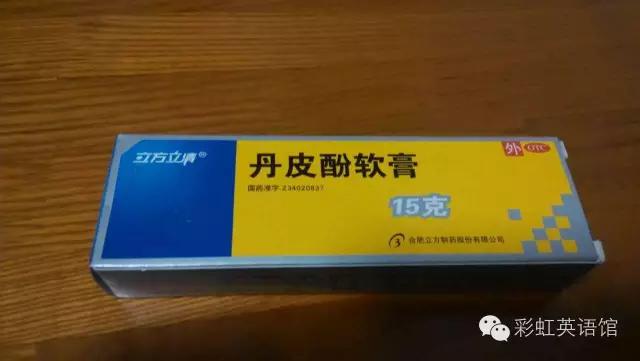 立方立清®
丹皮酚软膏
外
OTC
国药准字 Z34020837
15克
合肥立方制药股份有限公司
彩虹英语馆